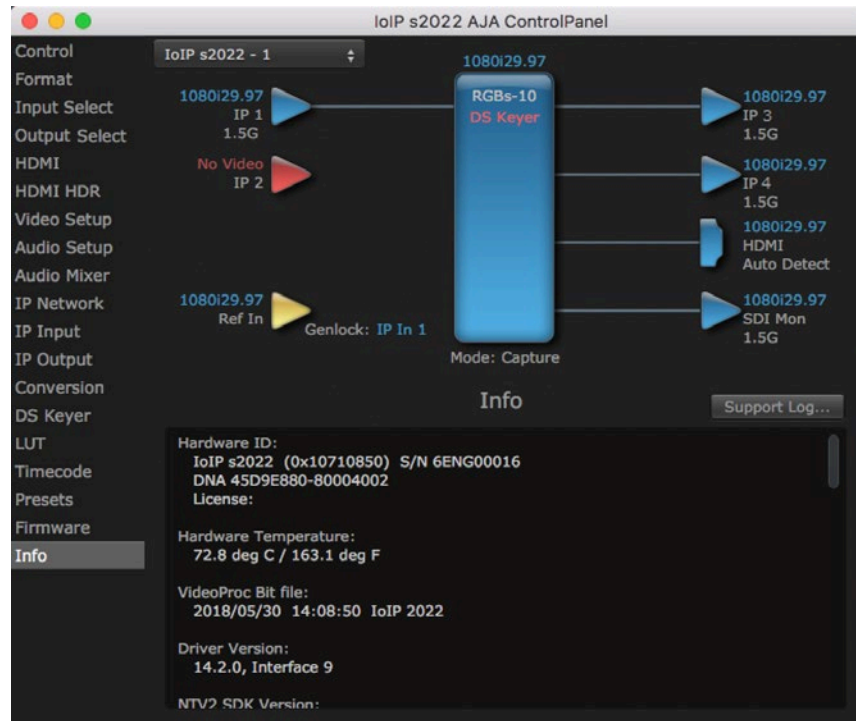 IoIP s2022 AJA ControlPanel
Control
Format
Input Select
Output Select
HDMI
HDMI HDR
Video Setup
Audio Setup
Audio Mixer
IP Network
IP Input
IP Output
Conversion
DS Keyer
LUT
Timecode
Presets
Firmware
Info
IoIP s2022 - 1
1080i29.97
IP 1
1.5G
No Video
IP 2
1080i29.97
Ref In
Genlock: IP In 1
1080i29.97
RGBs-10
DS Keyer
Mode: Capture
1080i29.97
IP 3
1.5G
1080i29.97
IP 4
1.5G
1080i29.97
HDMI
Auto Detect
1080i29.97
SDI Mon
1.5G
Info
Support Log...
Hardware ID:
IoIP s2022 (0x10710850) S/N 6ENG00016
DNA 45D9E880-80004002
License:
Hardware Temperature:
72.8 deg C / 163.1 deg F
VideoProc Bit file:
2018/05/30 14:08:50 IoIP 2022
Driver Version:
14.2.0, Interface 9
NTV2 SDK Version: